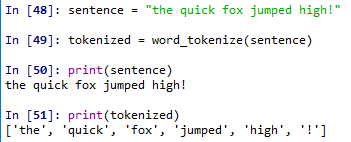 In [48]: sentence = "the quick fox jumped high!"
In [49]: tokenized = word_tokenize(sentence)
In [50]: print(sentence)
the quick fox jumped high!
In [51]: print(tokenized)
['the', 'quick', 'fox', 'jumped', 'high', '!']